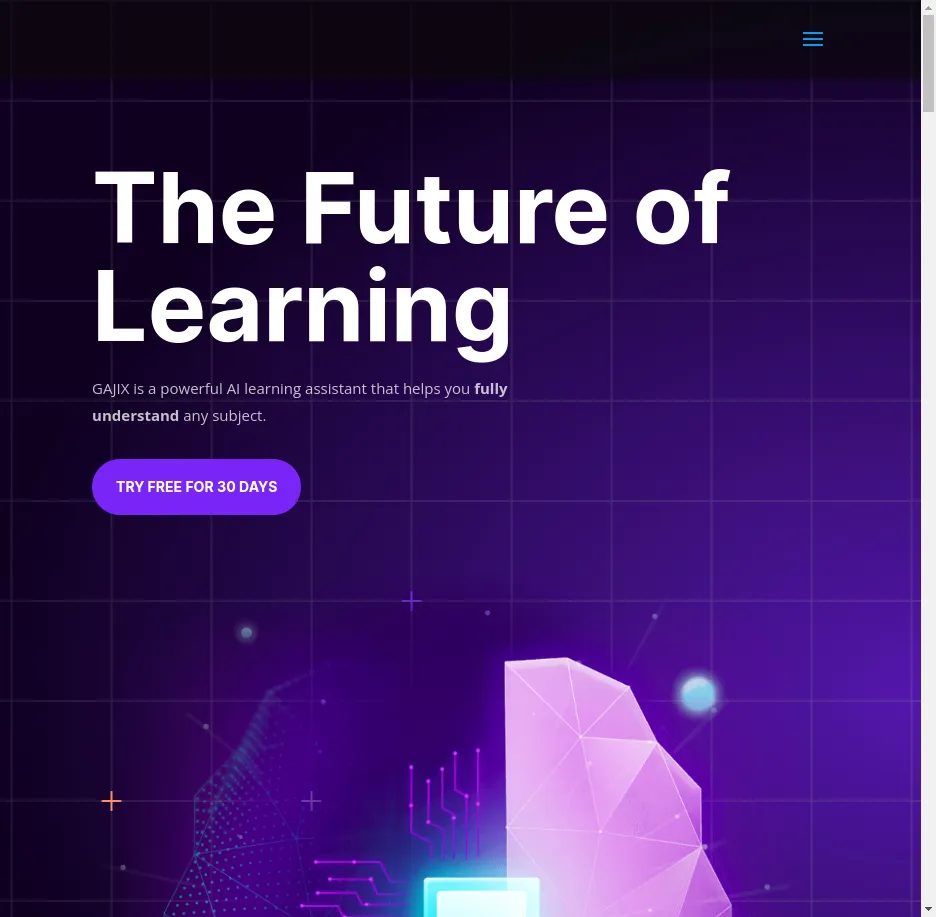 The Future of
Learning
GAJIX is a powerful AI learning assistant that helps you fully
understand any subject.
TRY FREE FOR 30 DAYS